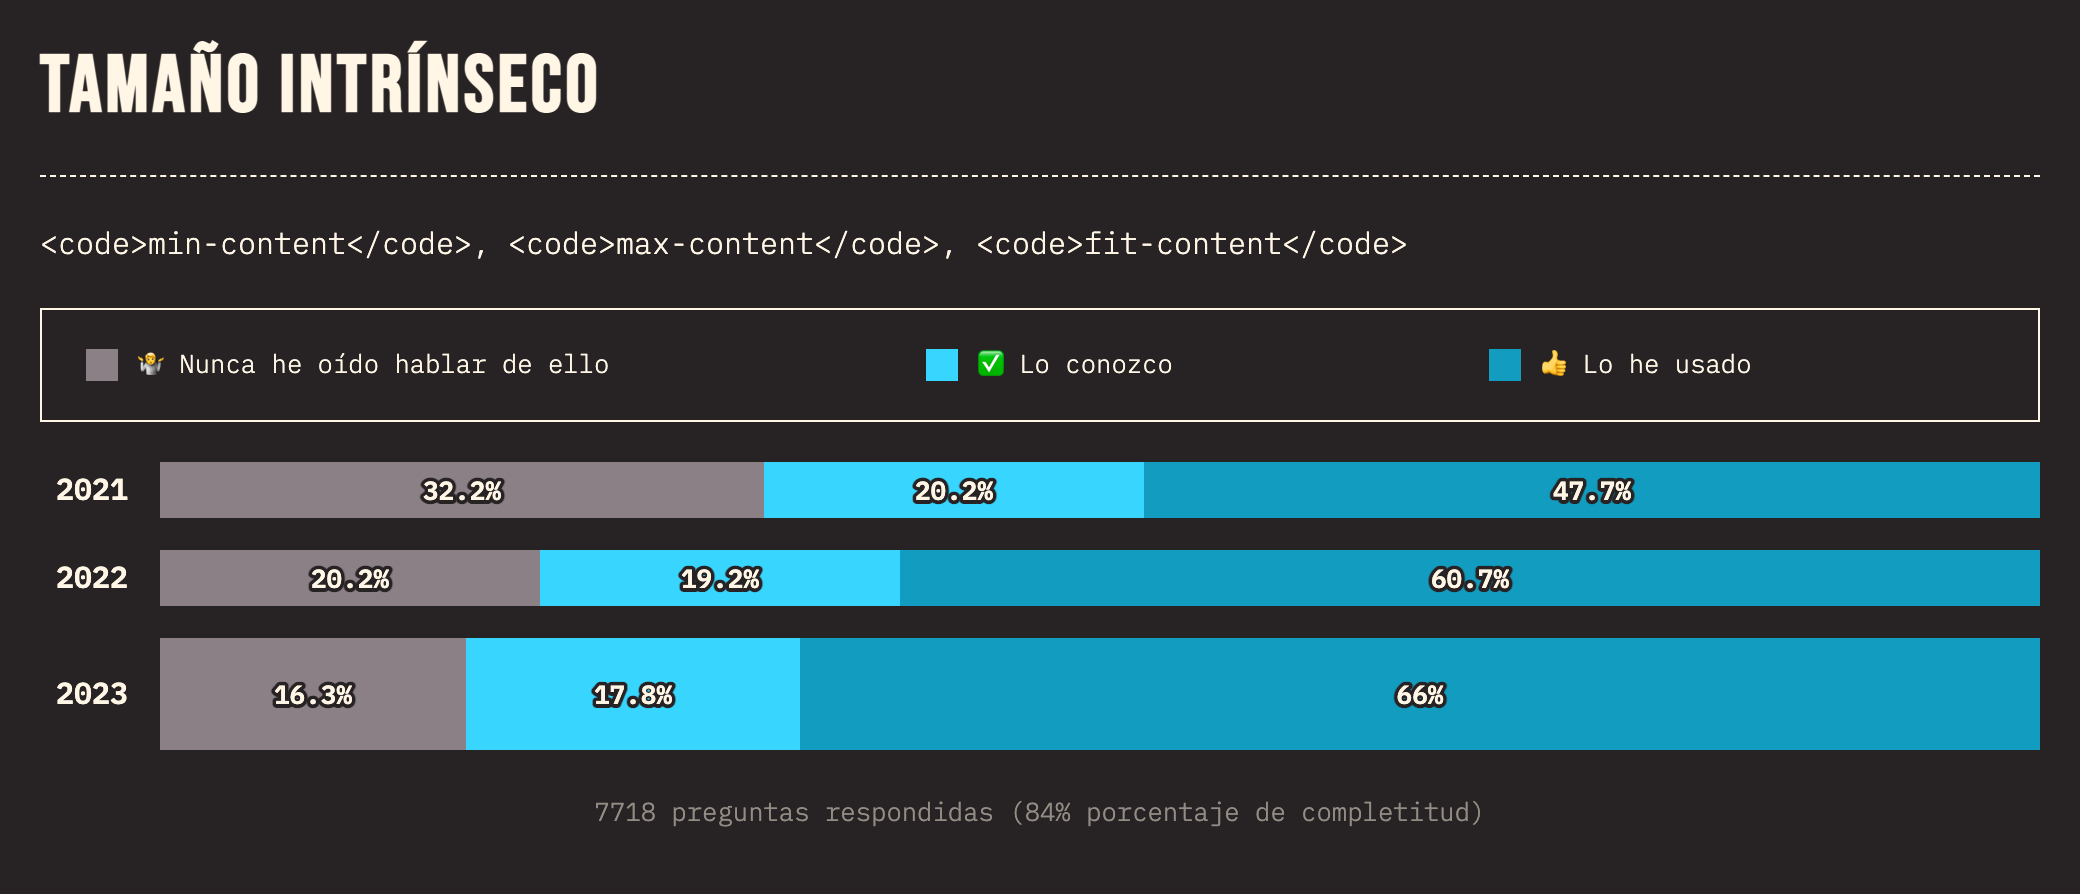 TAMAÑO INTRÍNSECO
<code>min-content</code>, <code>max-content</code>, <code>fit-content</code>
Nunca he oído hablar de ello Lo conozco Lo he usado
2021 32.2% 20.2% 47.7%
2022 20.2% 19.2% 60.7%
2023 16.3% 17.8% 66%
7718 preguntas respondidas (84% porcentaje de completitud)